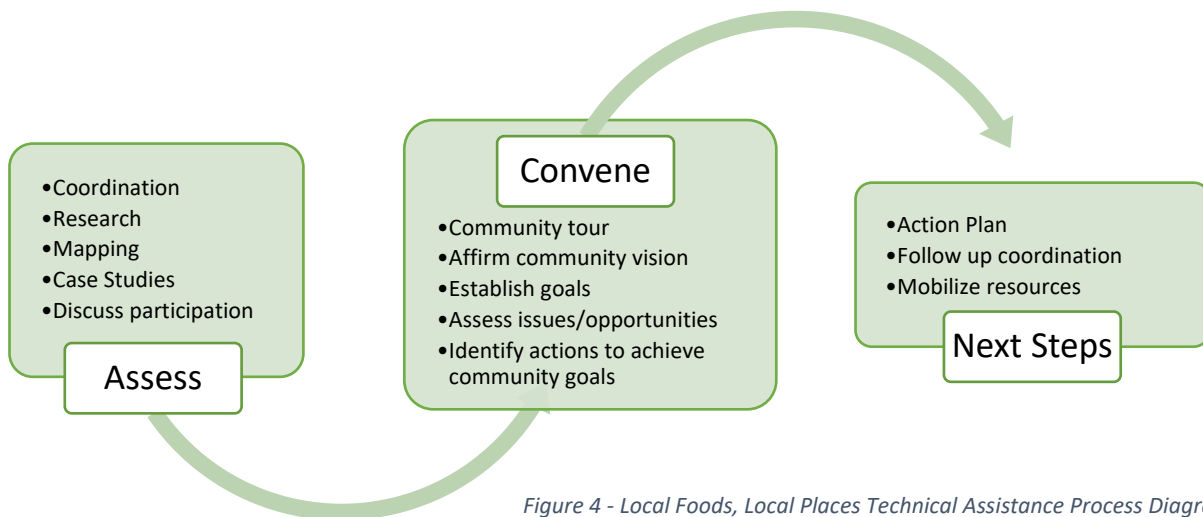 •Coordination
•Research
•Mapping
•Case Studies
•Discuss participation
Assess
Convene
•Community tour
•Affirm community vision
•Establish goals
•Assess issues/opportunities
•Identify actions to achieve
community goals
•Action Plan
•Follow up coordination
•Mobilize resources
Next Steps
Figure 4 - Local Foods, Local Places Technical Assistance Process Diagr